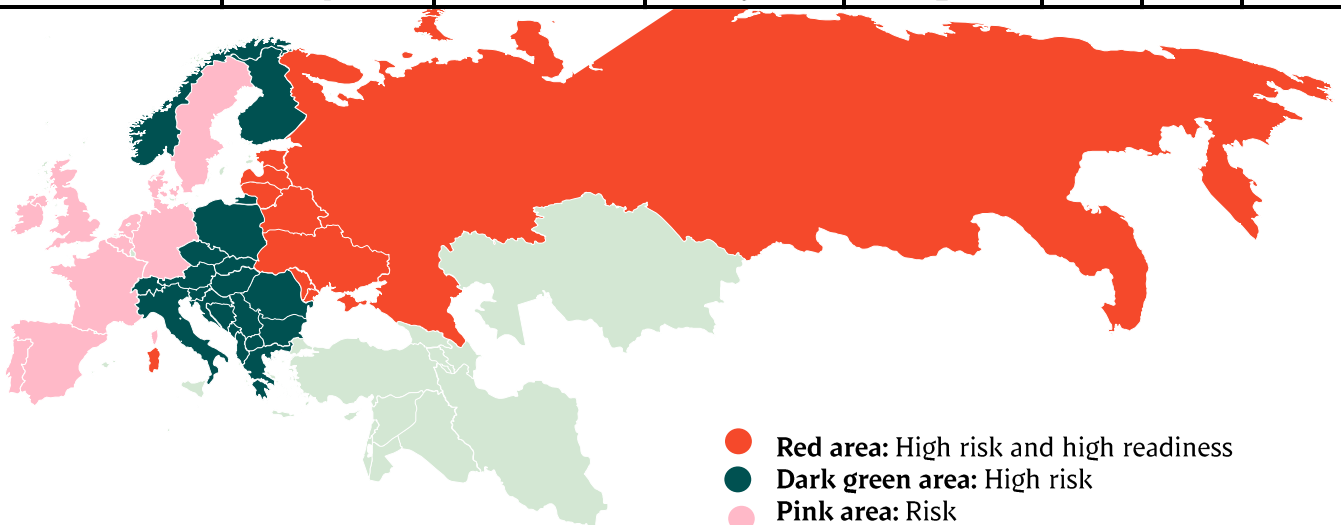 Red area: High risk and high readiness
Dark green area: High risk
Pink area: Risk